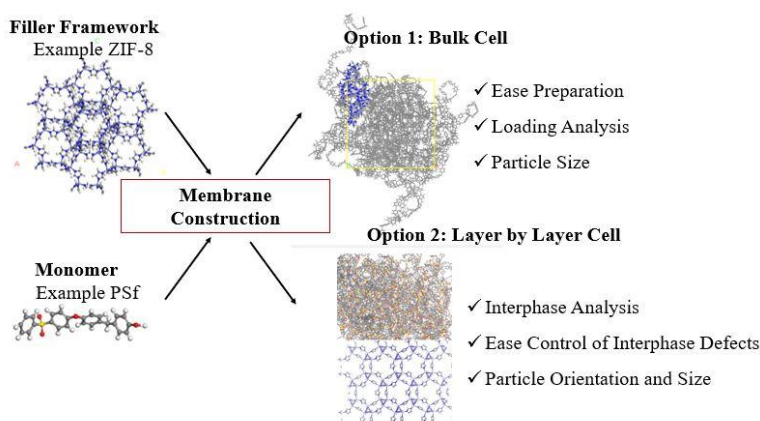 Filler Framework
Example ZIF-8
Option 1: Bulk Cell
✓ Ease Preparation
✓ Loading Analysis
✓ Particle Size
Membrane
Construction
Monomer
Example PSf
Option 2: Layer by Layer Cell
✓ Interphase Analysis
✓ Ease Control of Interphase Defects
✓ Particle Orientation and Size